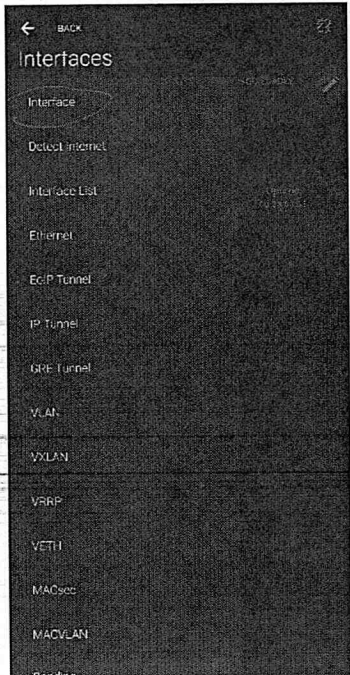 BACK
Interfaces
Interface
Detect Internet
Interface List
Ethernet
EoIP Tunnel
IP Tunnel
GRE Tunnel
VLAN
VXLAN
VRRP
VETH
MACsec
MACVLAN
Bonding